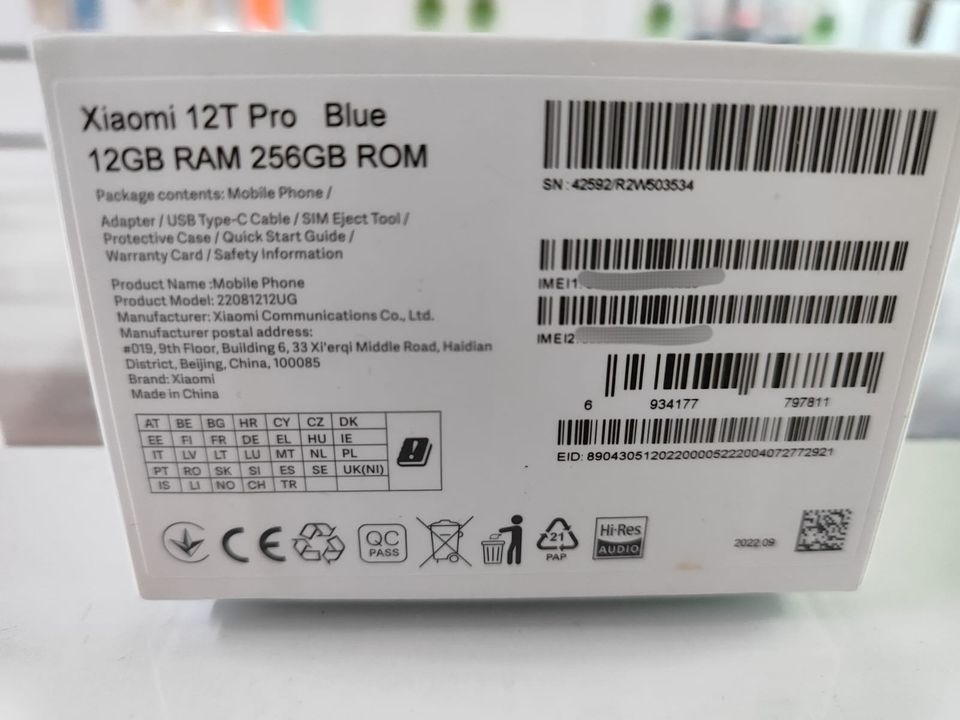 Xiaomi 12T Pro Blue
12GB RAM 256GB ROM
Package contents: Mobile Phone /
Adapter / USB Type-C Cable / SIM Eject Tool /
Protective Case / Quick Start Guide /
Warranty Card / Safety Information
Product Name :Mobile Phone
Product Model: 22081212UG
Manufacturer: Xiaomi Communications Co., Ltd.
Manufacturer postal address:
#019, 9th Floor, Building 6, 33 Xi'erqi Middle Road, Haidian
District, Beijing, China, 100085
Brand: Xiaomi
Made in China
AT BE BG HR CY CZ DK
EE FI FR DE EL HU IE
IT LV LT LU MT NL PL
PT RO SK SI ES SE UK(NI)
IS LI NO CH TR
SN : 42592/R2W503534
IMEI1:
IMEI2:
6 934177 797811
EID: 89043051202200005222004072772921
CE
QC
PASS
21
PAP
Hi-Res
AUDIO
2022.09